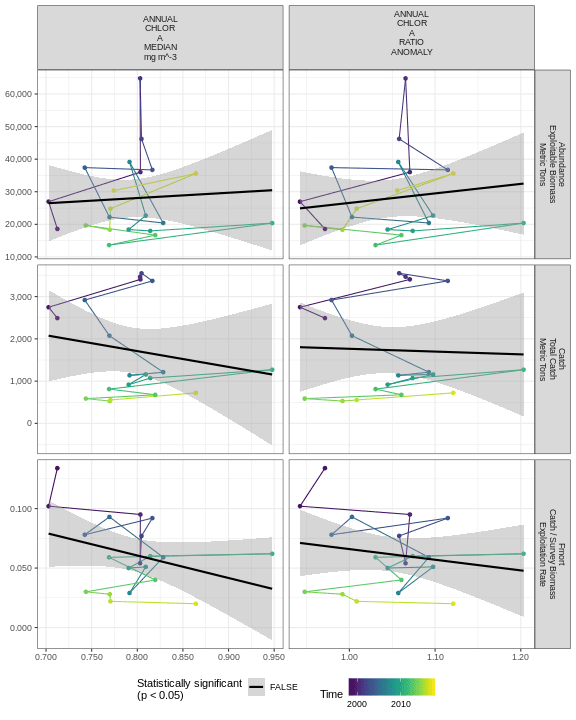 ANNUAL
CHLOR
A
MEDIAN
mg m^-3
ANNUAL
CHLOR
A
RATIO
ANOMALY
60,000
50,000
40,000
30,000
20,000
10,000
Abundance
Exploitable Biomass
Metric Tons
3,000
2,000
1,000
0
Catch
Total Catch
Metric Tons
0.100
0.050
0.000
Fmort
Catch / Survey Biomass
Exploitation Rate
0.700
0.750
0.800
0.850
0.900
0.950
1.00
1.10
1.20
Statistically significant
(p < 0.05)
FALSE
Time
2000
2010